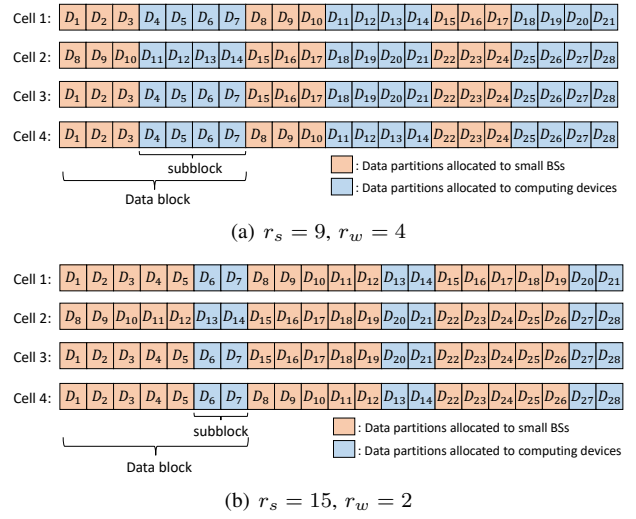 Cell 1: D₁ D₂ D₃ D₄ D₅ D₆ D₇ D₈ D₉ D₁₀ D₁₁ D₁₂ D₁₃ D₁₄ D₁₅ D₁₆ D₁₇ D₁₈ D₁₉ D₂₀ D₂₁
Cell 2: D₈ D₉ D₁₀ D₁₁ D₁₂ D₁₃ D₁₄ D₁₅ D₁₆ D₁₇ D₁₈ D₁₉ D₂₀ D₂₁ D₂₂ D₂₃ D₂₄ D₂₅ D₂₆ D₂₇ D₂₈
Cell 3: D₁ D₂ D₃ D₄ D₅ D₆ D₇ D₁₅ D₁₆ D₁₇ D₁₈ D₁₉ D₂₀ D₂₁ D₂₂ D₂₃ D₂₄ D₂₅ D₂₆ D₂₇ D₂₈
Cell 4: D₁ D₂ D₃ D₄ D₅ D₆ D₇ D₈ D₉ D₁₀ D₁₁ D₁₂ D₁₃ D₁₄ D₂₂ D₂₃ D₂₄ D₂₅ D₂₆ D₂₇ D₂₈
subblock
: Data partitions allocated to small BSs
Data block
: Data partitions allocated to computing devices
(a) rₛ = 9, r_w = 4
Cell 1: D₁ D₂ D₃ D₄ D₅ D₆ D₇ D₈ D₉ D₁₀ D₁₁ D₁₂ D₁₃ D₁₄ D₁₅ D₁₆ D₁₇ D₁₈ D₁₉ D₂₀ D₂₁
Cell 2: D₈ D₉ D₁₀ D₁₁ D₁₂ D₁₃ D₁₄ D₁₅ D₁₆ D₁₇ D₁₈ D₁₉ D₂₀ D₂₁ D₂₂ D₂₃ D₂₄ D₂₅ D₂₆ D₂₇ D₂₈
Cell 3: D₁ D₂ D₃ D₄ D₅ D₆ D₇ D₁₅ D₁₆ D₁₇ D₁₈ D₁₉ D₂₀ D₂₁ D₂₂ D₂₃ D₂₄ D₂₅ D₂₆ D₂₇ D₂₈
Cell 4: D₁ D₂ D₃ D₄ D₅ D₆ D₇ D₈ D₉ D₁₀ D₁₁ D₁₂ D₁₃ D₁₄ D₂₂ D₂₃ D₂₄ D₂₅ D₂₆ D₂₇ D₂₈
subblock
: Data partitions allocated to small BSs
Data block
: Data partitions allocated to computing devices
(b) rₛ = 15, r_w = 2